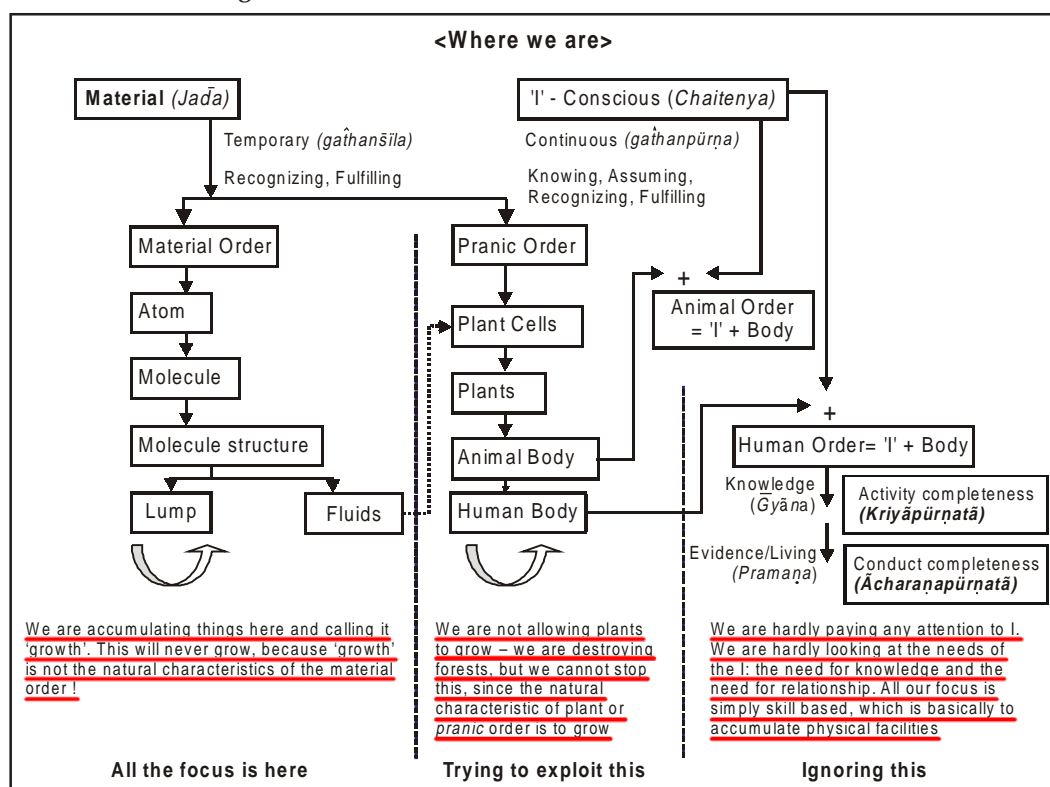 <Where we are>
Material (Jad̄a)
'I' - Conscious (Chaitenya)
Temporary (gat̂hans̄īla)
Recognizing, Fulfilling
Continuous (gat̂hanpūrṇa)
Knowing, Assuming,
Recognizing, Fulfilling
Material Order
Pranic Order
+
Animal Order
= 'I' + Body
Atom
Plant Cells
Molecule
Plants
+
Molecule structure
Animal Body
Human Order= 'I' + Body
Lump
Fluids
Human Body
Knowledge
(Ḡyāna)
Activity completeness
(Kriyāpūrṇatā)
Evidence/Living
(Pramaṇa)
Conduct completeness
(Ācharaṇapūrṇatā)
We are accumulating things here and calling it
'growth'. This will never grow, because 'growth'
is not the natural characteristics of the material
order !
We are not allowing plants
to grow – we are destroying
forests, but we cannot stop
this, since the natural
characteristic of plant or
pranic order is to grow
We are hardly paying any attention to I.
We are hardly looking at the needs of
the I: the need for knowledge and the
need for relationship. All our focus is
simply skill based, which is basically to
accumulate physical facilities
All the focus is here
Trying to exploit this
Ignoring this